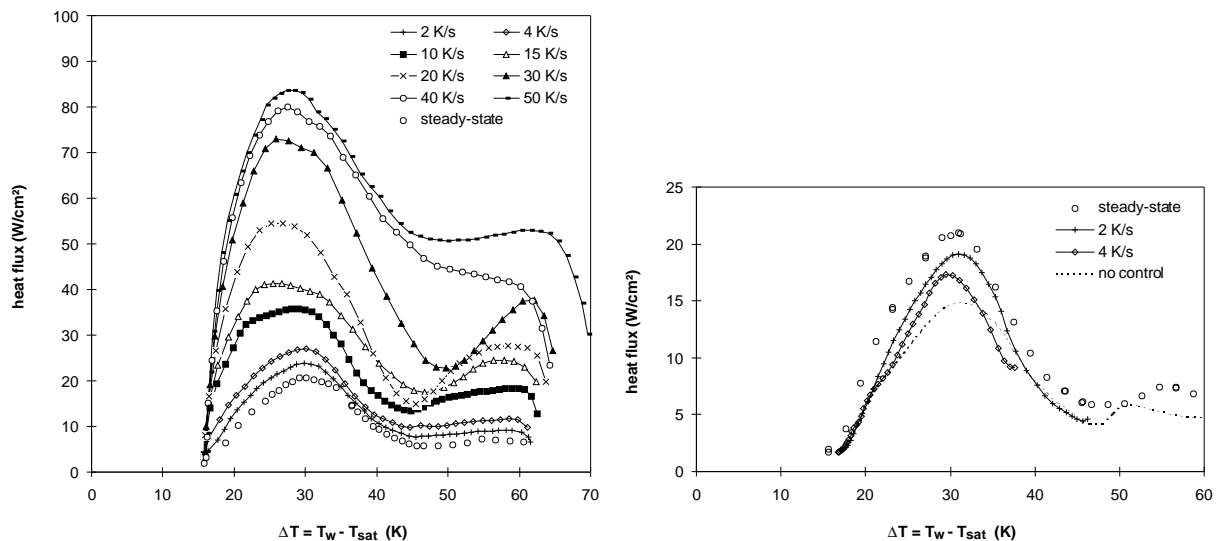 100
90
80
70
60
50
40
30
20
10
0
0 10 20 30 40 50 60 70
heat flux (W/cm²)
ΔT = Tw - Tsat (K)
2 K/s 4 K/s
10 K/s 15 K/s
20 K/s 30 K/s
40 K/s 50 K/s
steady-state
25
20
15
10
5
0
0 10 20 30 40 50 60
heat flux (W/cm²)
ΔT = Tw - Tsat (K)
steady-state
2 K/s
4 K/s
no control